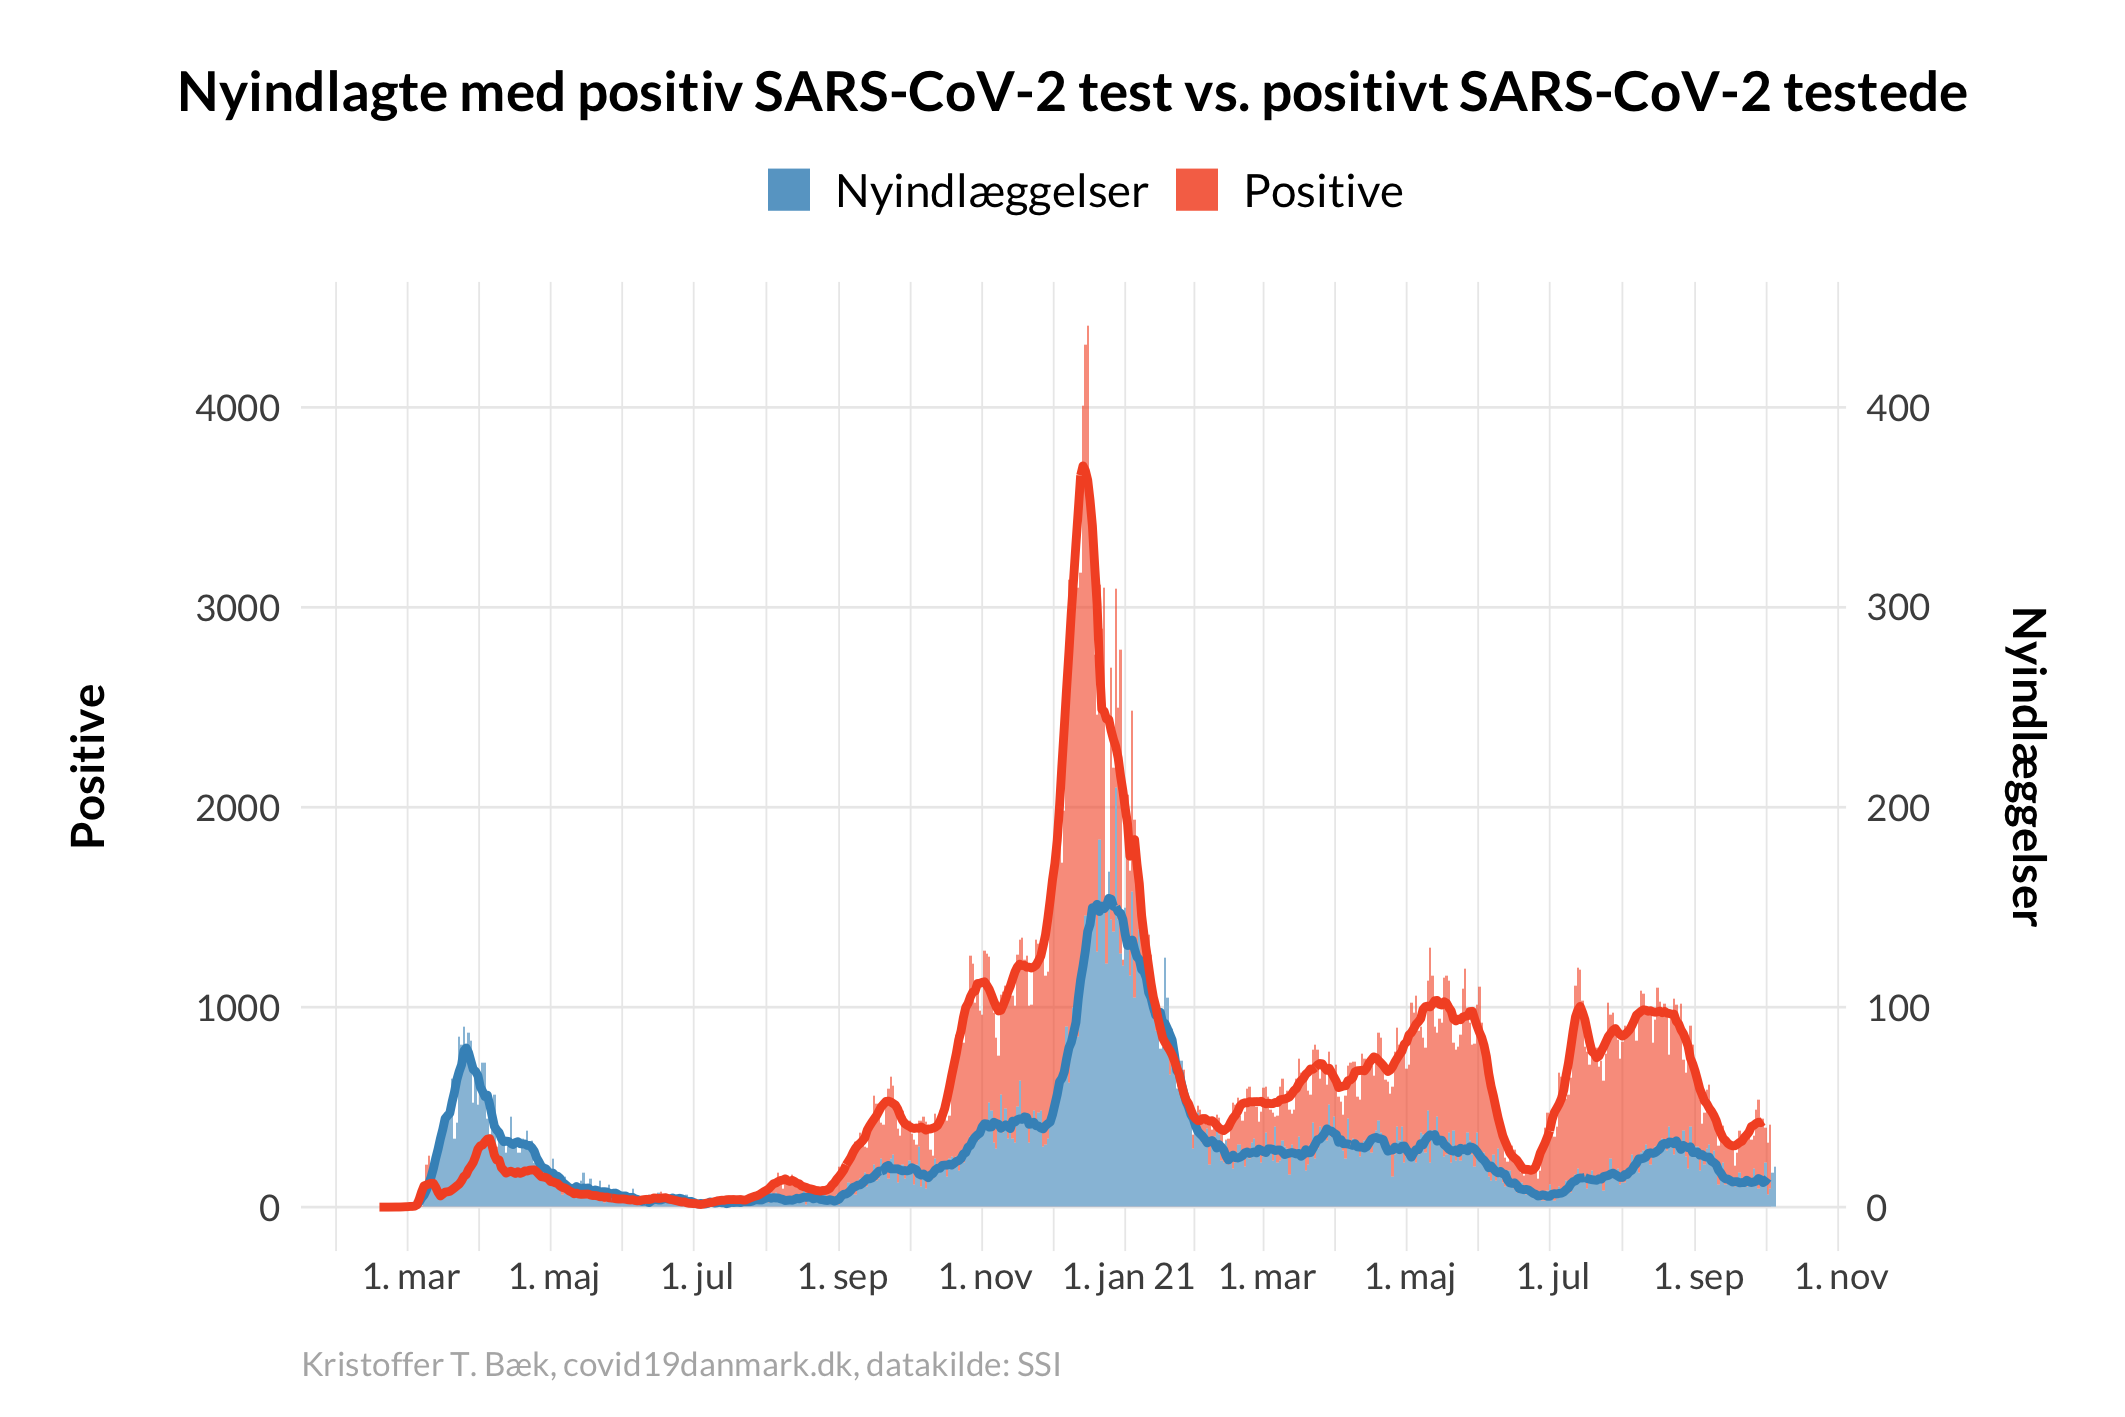 Nyindlagte med positiv SARS-CoV-2 test vs. positivt SARS-CoV-2 testede
Nyindlæggelser Positive
4000 400
3000 300
2000 200
1000 100
0 0
Positive
Nyindlæggelser
1. mar 1. maj 1. jul 1. sep 1. nov 1. jan 21 1. mar 1. maj 1. jul 1. sep 1. nov
Kristoffer T. Bæk, covid19danmark.dk, datakilde: SSI